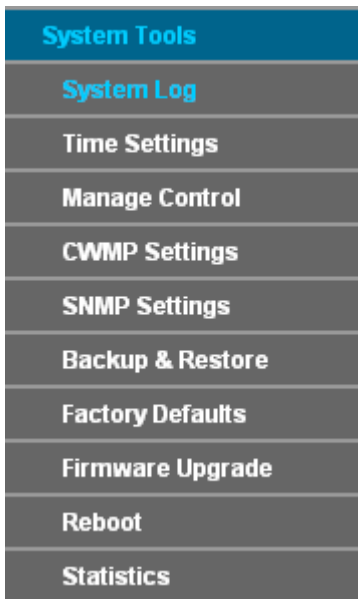 System Tools
System Log
Time Settings
Manage Control
CWMP Settings
SNMP Settings
Backup & Restore
Factory Defaults
Firmware Upgrade
Reboot
Statistics